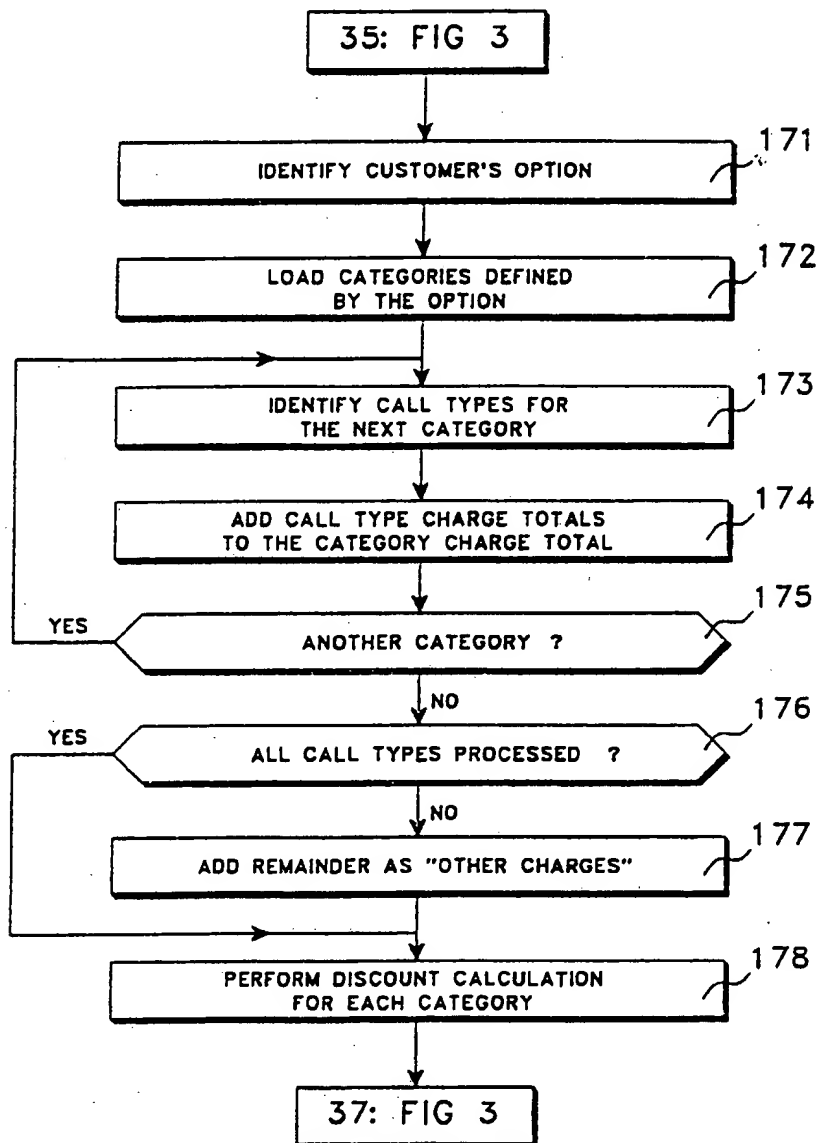 35: FIG 3
171
IDENTIFY CUSTOMER'S OPTION
172
LOAD CATEGORIES DEFINED
BY THE OPTION
173
IDENTIFY CALL TYPES FOR
THE NEXT CATEGORY
174
ADD CALL TYPE CHARGE TOTALS
TO THE CATEGORY CHARGE TOTAL
175
YES
ANOTHER CATEGORY ?
NO
176
YES
ALL CALL TYPES PROCESSED ?
NO
177
ADD REMAINDER AS "OTHER CHARGES"
178
PERFORM DISCOUNT CALCULATION
FOR EACH CATEGORY
37: FIG 3